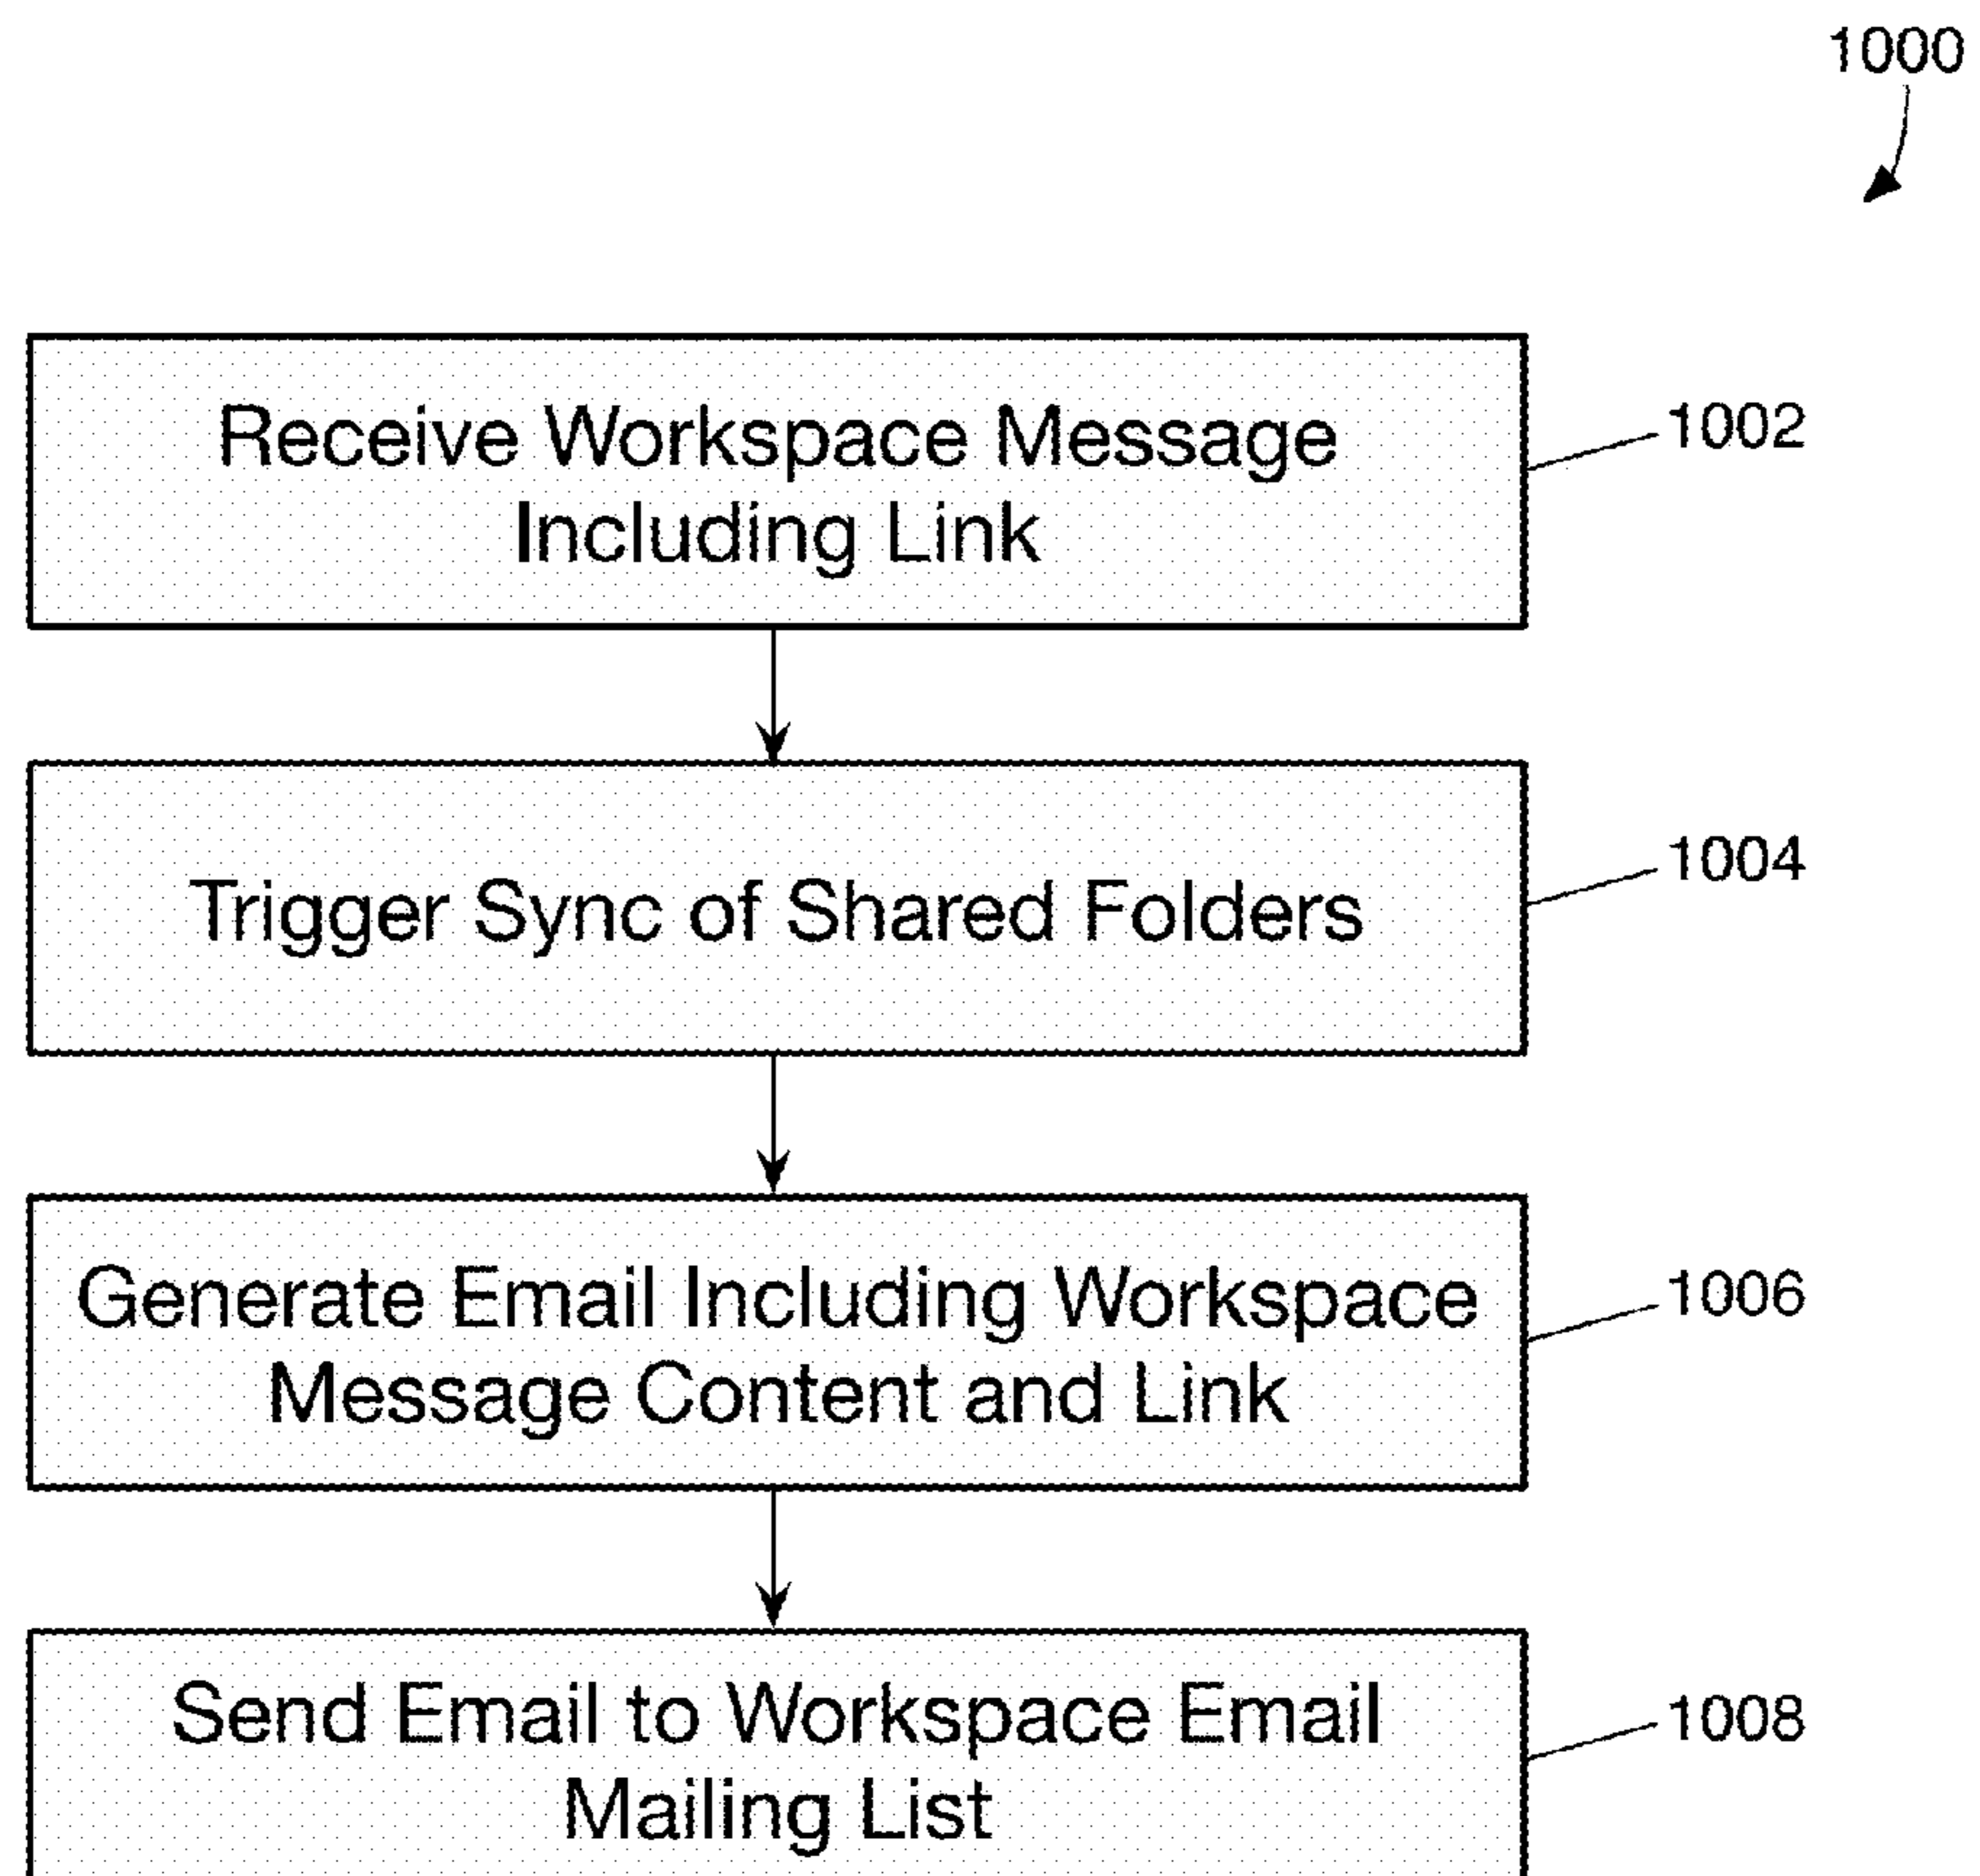 1000
Receive Workspace Message
Including Link
1002
Trigger Sync of Shared Folders
1004
Generate Email Including Workspace
Message Content and Link
1006
Send Email to Workspace Email
Mailing List
1008